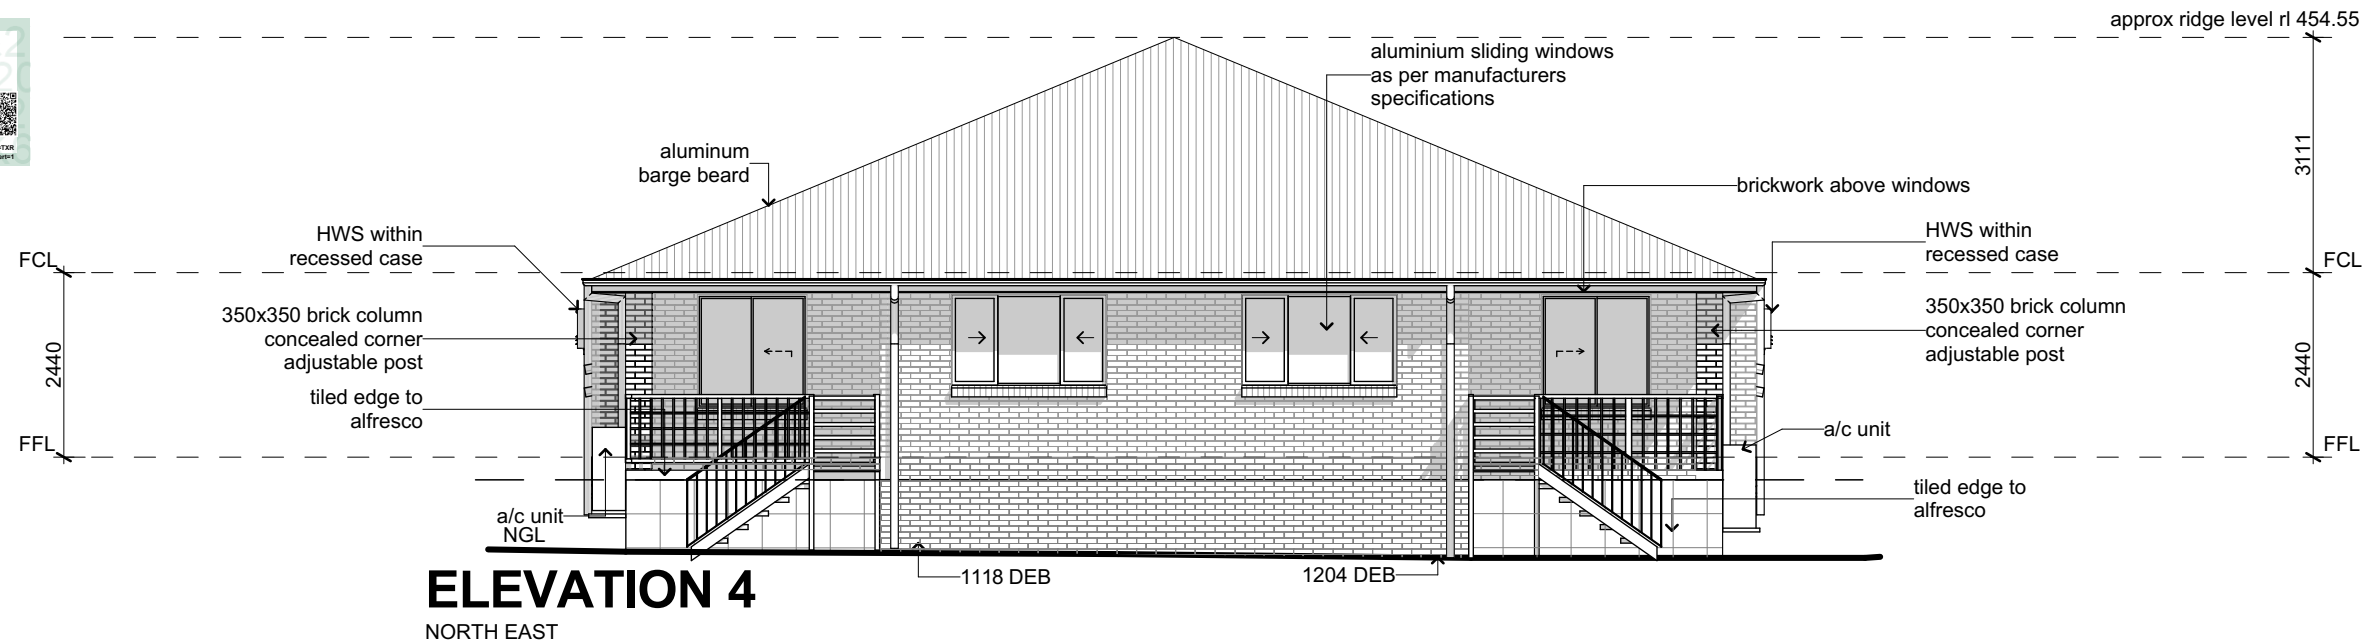 approx ridge level rl 454.55
aluminium sliding windows
as per manufacturers
specifications
3111
aluminum
barge beard
brickwork above windows
HWS within
recessed case
HWS within
recessed case
FCL
FCL
350x350 brick column
concealed corner
adjustable post
350x350 brick column
concealed corner
adjustable post
2440
2440
tiled edge to
alfresco
a/c unit
FFL
FFL
tiled edge to
alfresco
a/c unit
NGL
1118 DEB
1204 DEB
ELEVATION 4
NORTH EAST